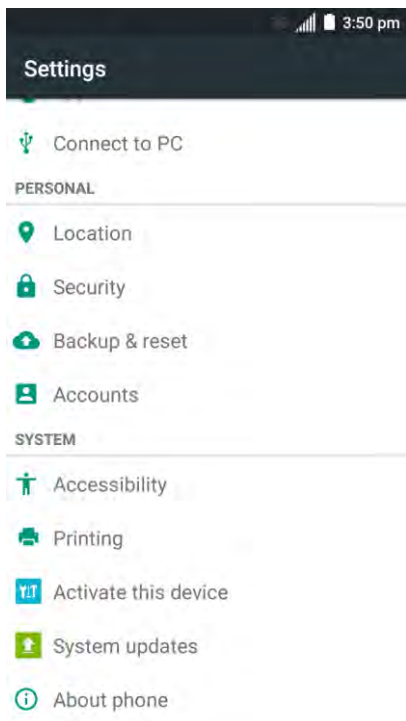 3:50 pm
Settings
Connect to PC
PERSONAL
Location
Security
Backup & reset
Accounts
SYSTEM
Accessibility
Printing
Activate this device
System updates
About phone